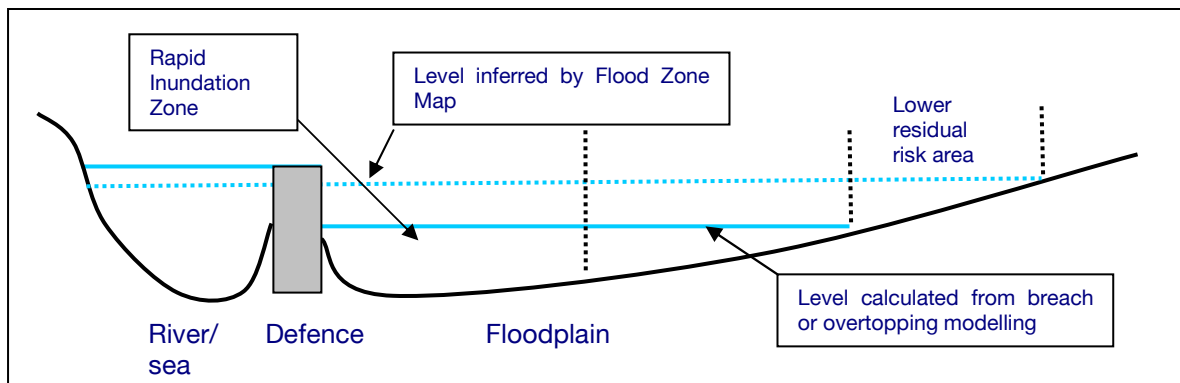 Rapid
Inundation
Zone
Level inferred by Flood Zone
Map
Lower
residual
risk area
Level calculated from breach
or overtopping modelling
River/
sea
Defence
Floodplain